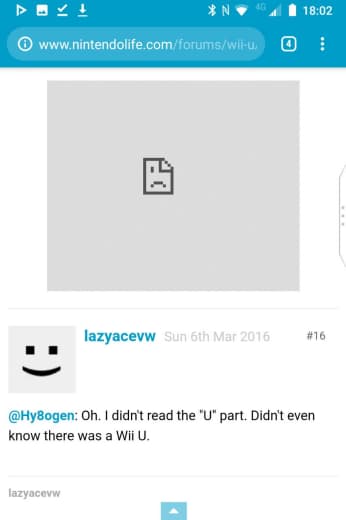 4G 18:02
www.nintendolife.com/forums/wii-u 4
lazyacevw Sun 6th Mar 2016 #16
@Hy8ogen: Oh. I didn't read the "U" part. Didn't even
know there was a Wii U.
lazyacevw